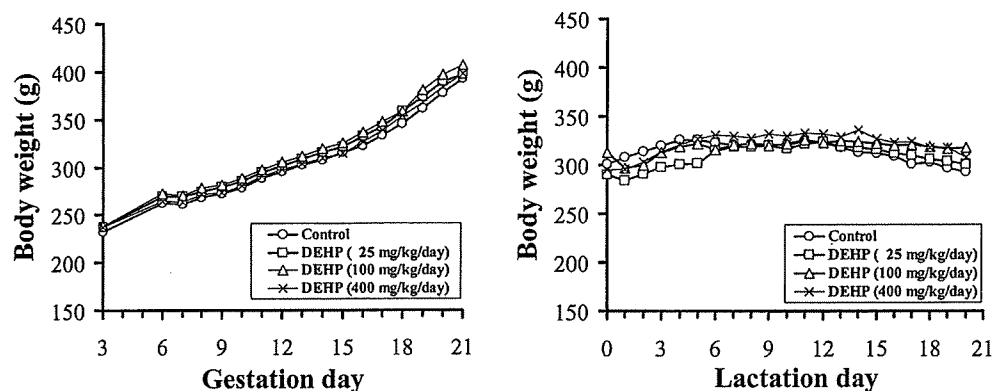 450
400
350
300
250
200
150
Body weight (g)
Control
DEHP ( 25 mg/kg/day)
DEHP (100 mg/kg/day)
DEHP (400 mg/kg/day)
3 6 9 12 15 18 21
Gestation day
450
400
350
300
250
200
150
Body weight (g)
Control
DEHP ( 25 mg/kg/day)
DEHP (100 mg/kg/day)
DEHP (400 mg/kg/day)
0 3 6 9 12 15 18 21
Lactation day